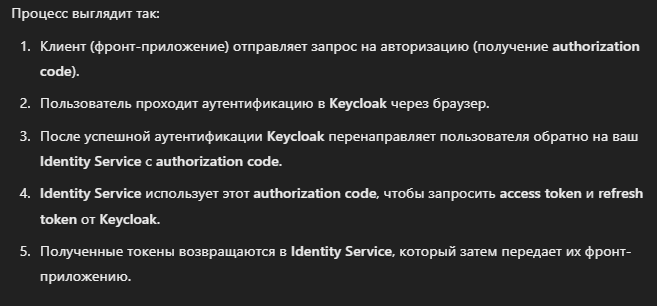 Процесс выглядит так:
1. Клиент (фронт-приложение) отправляет запрос на авторизацию (получение authorization
code).
2. Пользователь проходит аутентификацию в Keycloak через браузер.
3. После успешной аутентификации Keycloak перенаправляет пользователя обратно на ваш
Identity Service с authorization code.
4. Identity Service использует этот authorization code, чтобы запросить access token и refresh
token от Keycloak.
5. Полученные токены возвращаются в Identity Service, который затем передает их фронт-
приложению.